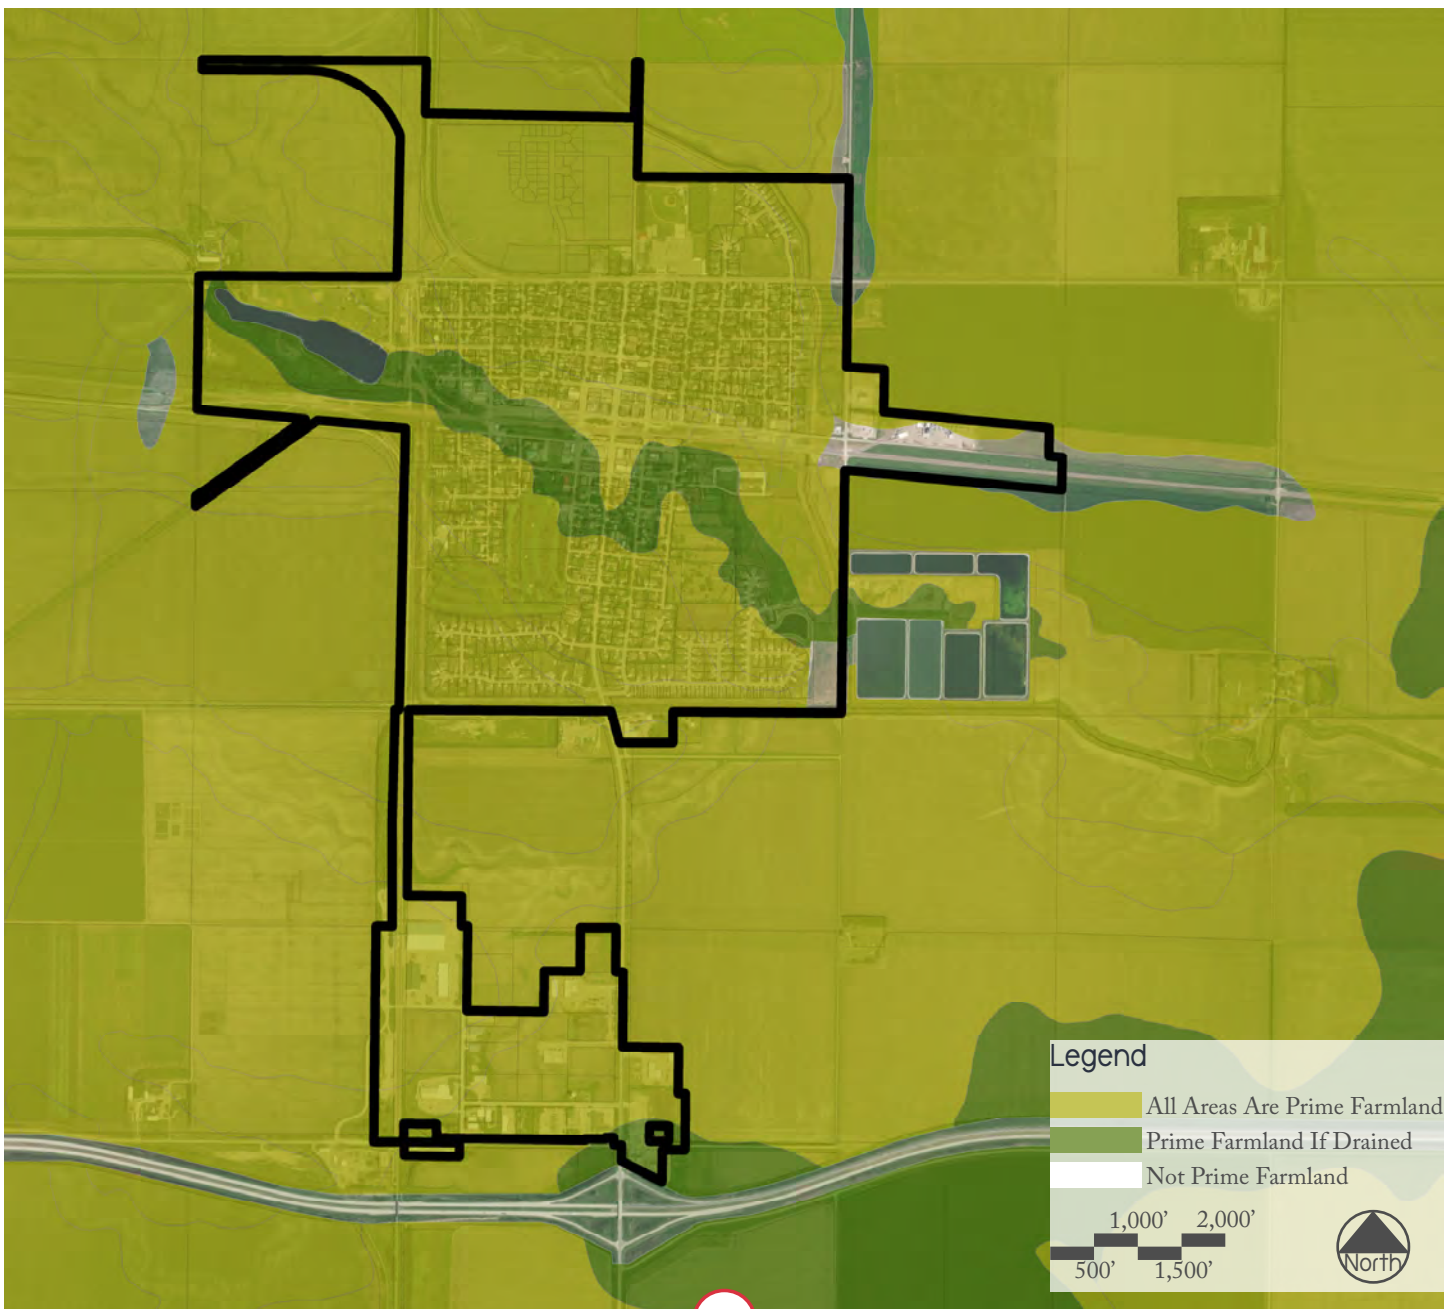 Legend
All Areas Are Prime Farmland
Prime Farmland If Drained
Not Prime Farmland
1,000’ 2,000’
500’ 1,500’
North